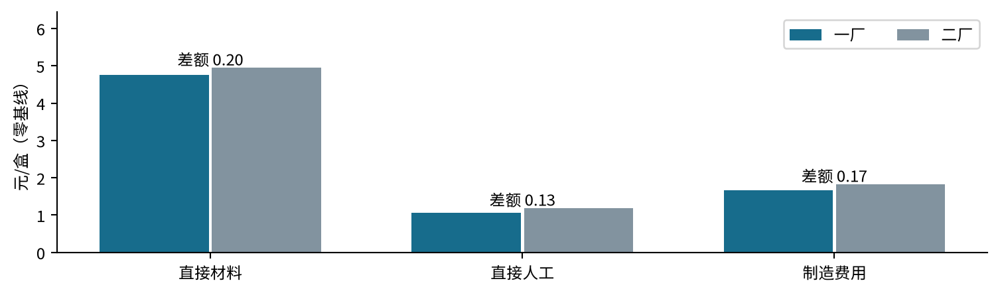 一厂
二厂
元/盒（零基线）
6
5
4
3
2
1
0
差额 0.20
差额 0.13
差额 0.17
直接材料
直接人工
制造费用